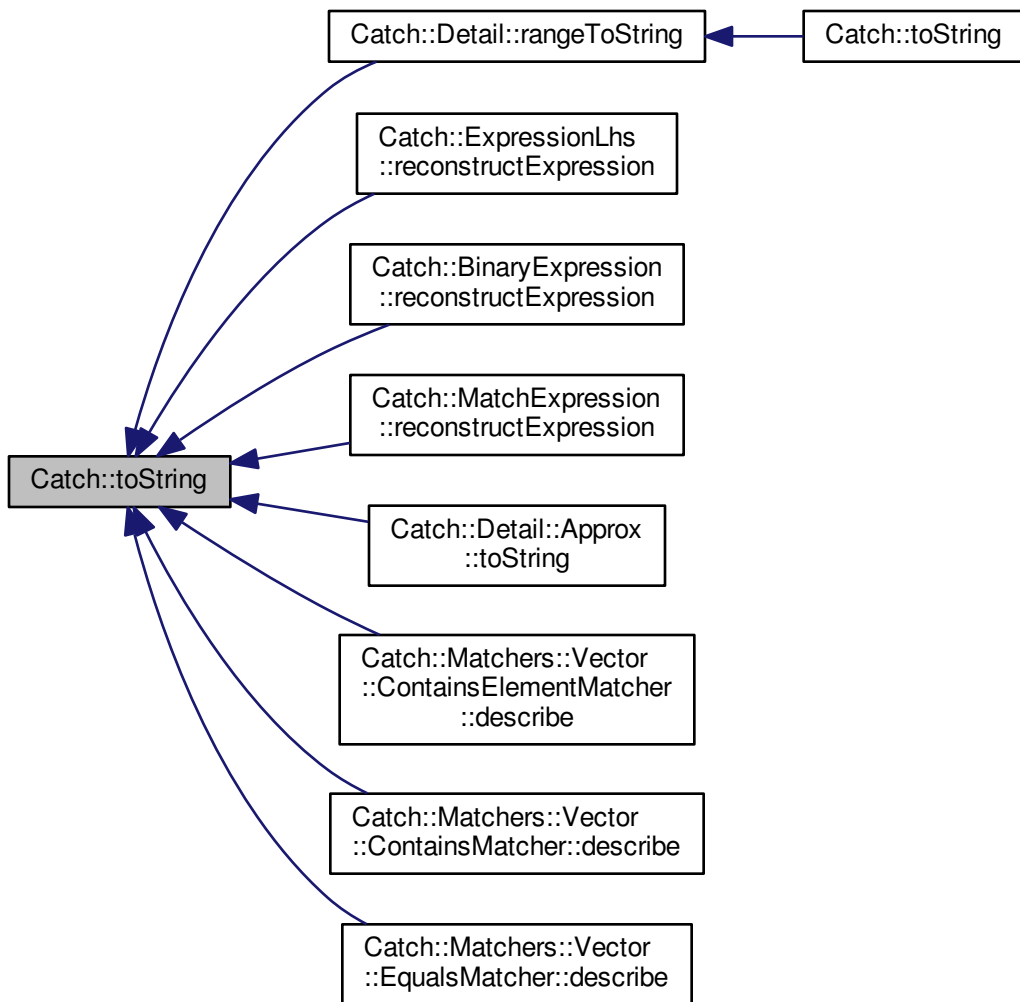 Catch::Detail::rangeToString
Catch::toString
Catch::ExpressionLhs
::reconstructExpression
Catch::BinaryExpression
::reconstructExpression
Catch::MatchExpression
::reconstructExpression
Catch::toString
Catch::Detail::Approx
::toString
Catch::Matchers::Vector
::ContainsElementMatcher
::describe
Catch::Matchers::Vector
::ContainsMatcher::describe
Catch::Matchers::Vector
::EqualsMatcher::describe